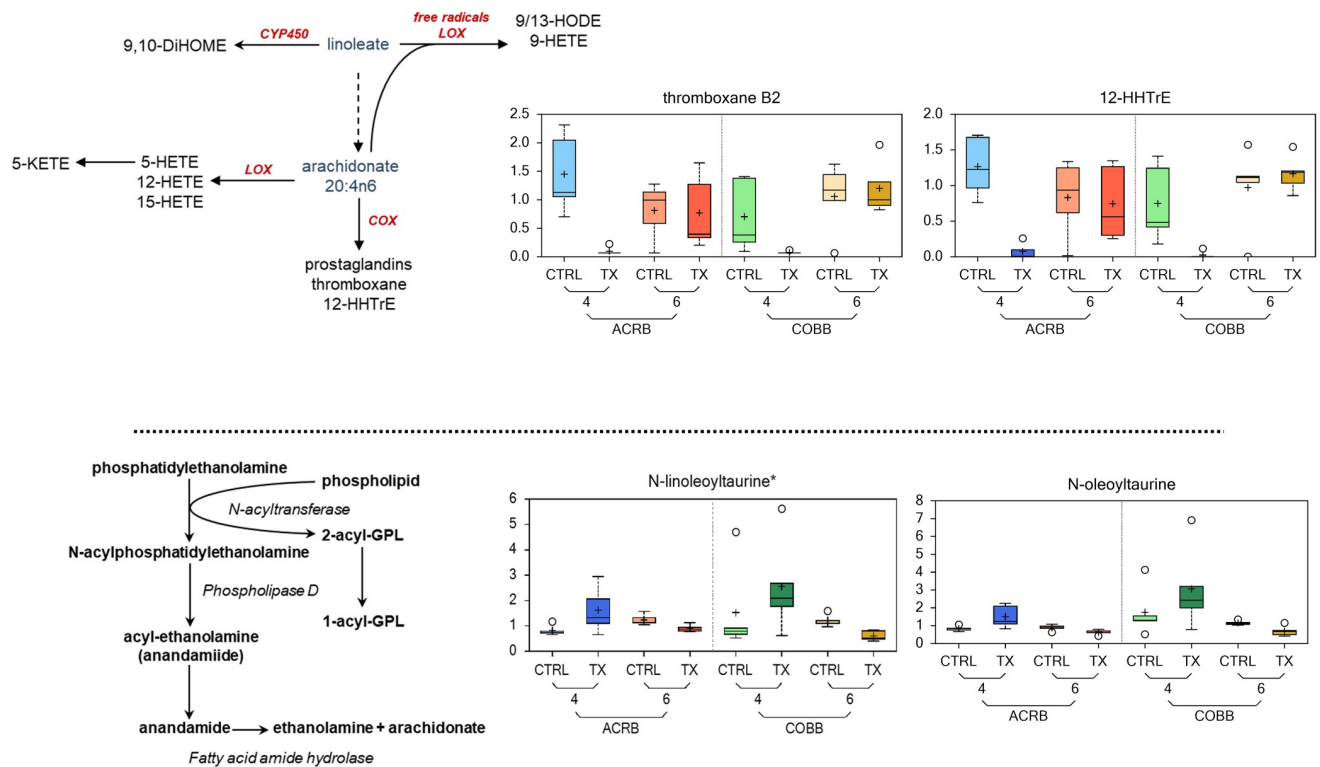 free radicals
9/13-HODE
CYP450
LOX
9,10-DiHOME
linoleate
9-HETE
5-KETE
5-HETE
LOX
arachidonate
12-HETE
20:4n6
15-HETE
COX
prostaglandins
thromboxane
12-HHTrE
thromboxane B2
2.5
2.0
1.5
1.0
0.5
0.0
CTRL TX CTRL TX CTRL TX CTRL TX
4 6 4 6
ACRB COBB
12-HHTrE
2.0
1.5
1.0
0.5
0.0
CTRL TX CTRL TX CTRL TX CTRL TX
4 6 4 6
ACRB COBB
phosphatidylethanolamine
phospholipid
N-acyltransferase
2-acyl-GPL
N-acylphosphatidylethanolamine
Phospholipase D
1-acyl-GPL
acyl-ethanolamine
(anandamiide)
anandamide
ethanolamine + arachidonate
Fatty acid amide hydrolase
N-linoleoyltaurine*
6
5
4
3
2
1
0
CTRL TX CTRL TX CTRL TX CTRL TX
4 6 4 6
ACRB COBB
N-oleoyltaurine
8
7
6
5
4
3
2
1
0
CTRL TX CTRL TX CTRL TX CTRL TX
4 6 4 6
ACRB COBB